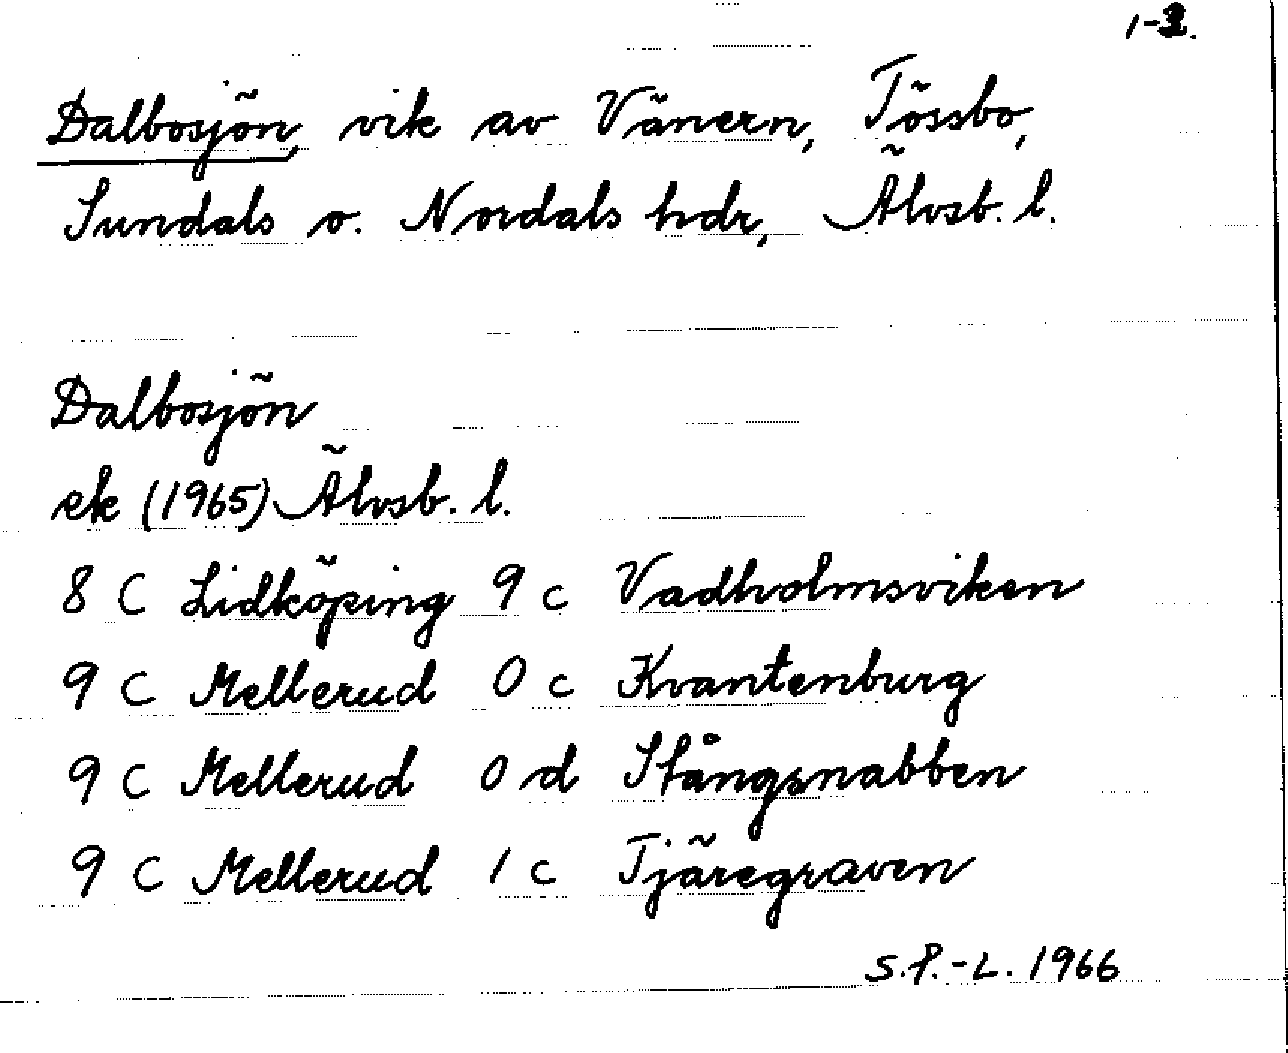 1-3.
Dalbosjön, vik av Vänern, Tössbo,
Sundals o. Nordals hdr, Älvsb. l.
Dalbosjön
ek (1965) Älvsb. l.
8 C Lidköping 9 c Vadholmsviken
9 C Mellerud 0 c Kvantenburg
9 C Mellerud 0 d Stångsnabben
9 C Mellerud 1 c Tjäregraven
S.P.-L. 1966